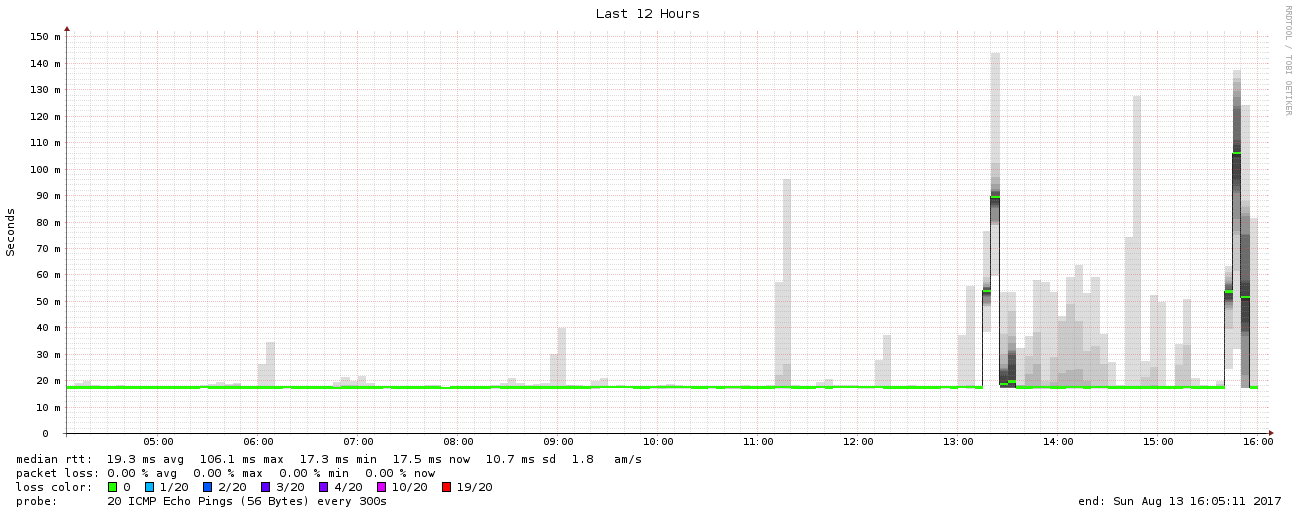 Last 12 Hours
RRDTOOL / TOBI OETIKER
Seconds
150 m
140 m
130 m
120 m
110 m
100 m
90 m
80 m
70 m
60 m
50 m
40 m
30 m
20 m
10 m
0
05:00 06:00 07:00 08:00 09:00 10:00 11:00 12:00 13:00 14:00 15:00 16:00
median rtt: 19.3 ms avg 106.1 ms max 17.3 ms min 17.5 ms now 10.7 ms sd 1.8 am/s
packet loss: 0.00 % avg 0.00 % max 0.00 % min 0.00 % now
loss color: 0 1/20 2/20 3/20 4/20 10/20 19/20
probe: 20 ICMP Echo Pings (56 Bytes) every 300s end: Sun Aug 13 16:05:11 2017